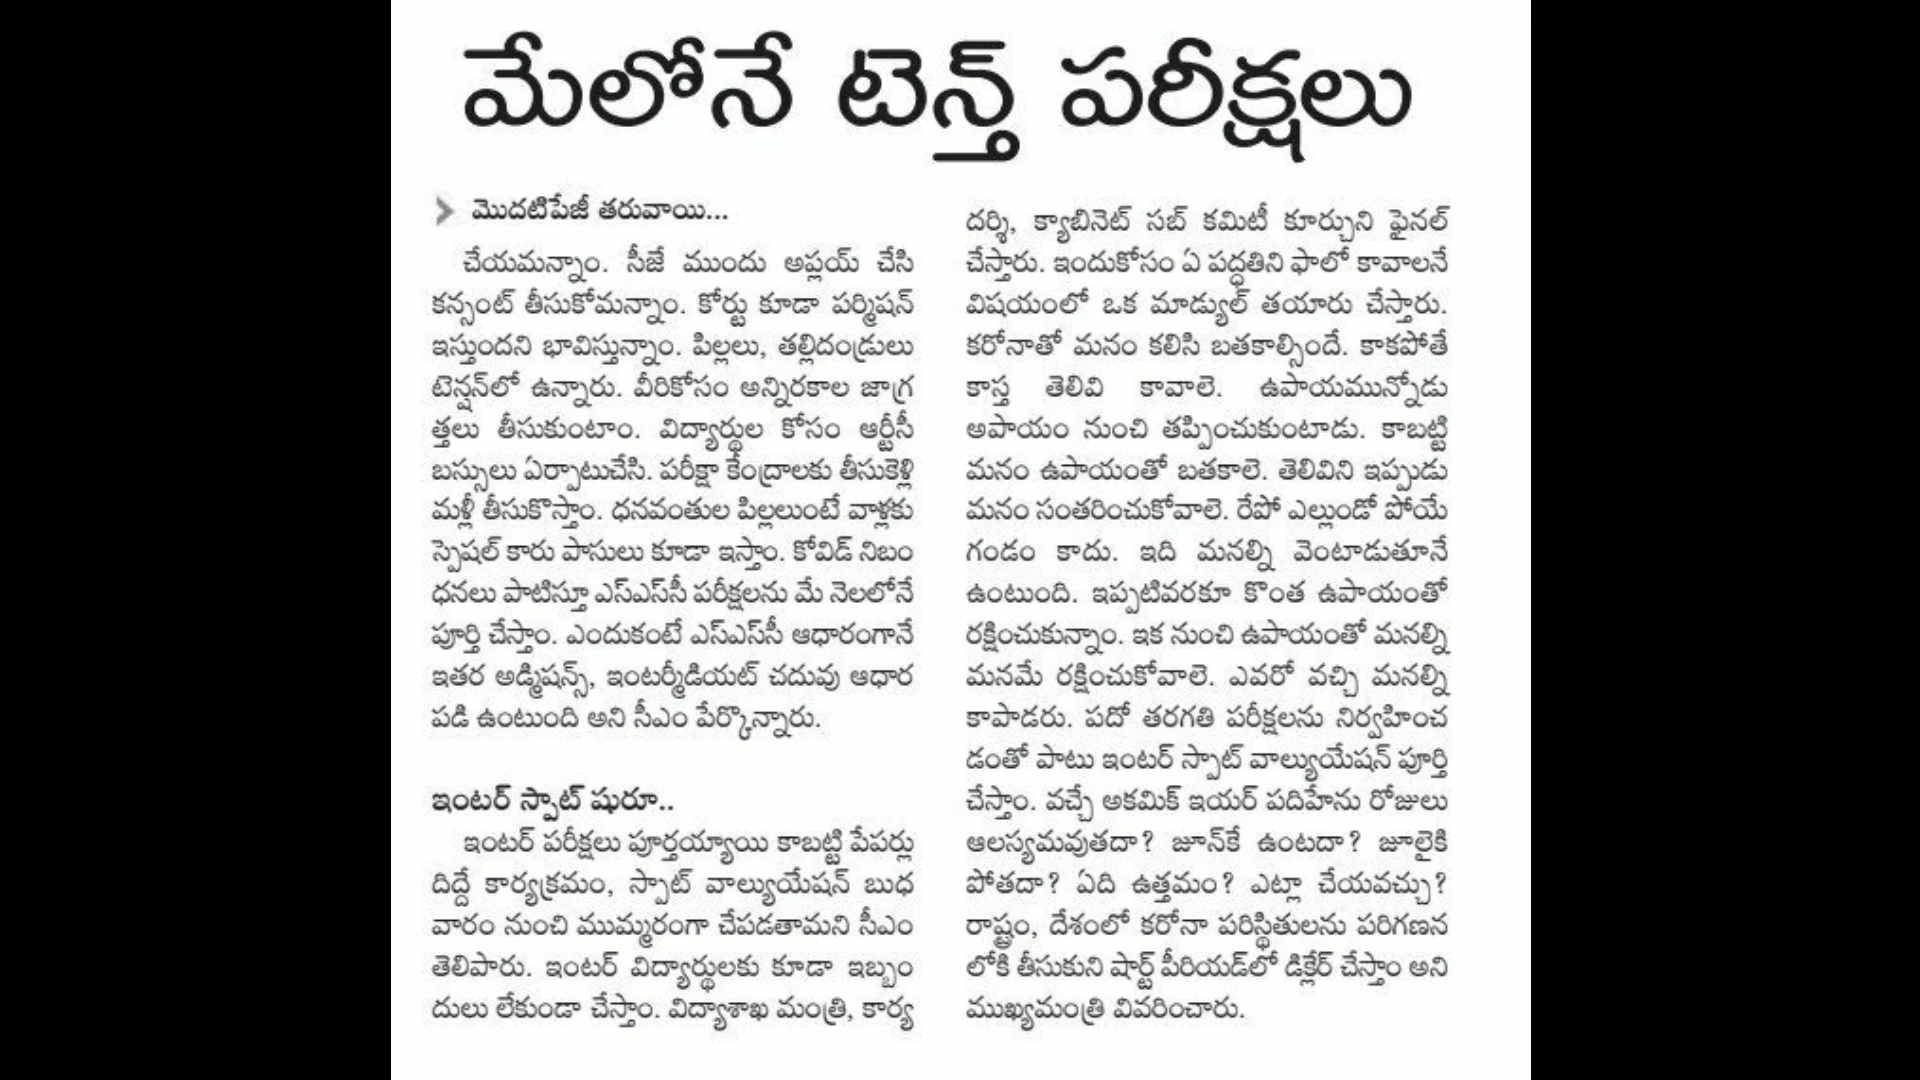 మేలోనే టెన్త్ పరీక్షలు
మొదటిపేజీ తరువాయి...
చేయమన్నాం. సీజే ముందు అప్లయ్ చేసి
కన్సంట్ తీసుకోమన్నాం. కోర్టు కూడా పర్మిషన్
ఇస్తుందని భావిస్తున్నాం. పిల్లలు, తల్లిదండ్రులు
టెన్షన్‌లో ఉన్నారు. వీరికోసం అన్నిరకాల జాగ్ర
త్తలు తీసుకుంటాం. విద్యార్థుల కోసం ఆర్టీసీ
బస్సులు ఏర్పాటుచేసి. పరీక్షా కేంద్రాలకు తీసుకెళ్లి
మళ్లీ తీసుకొస్తాం. ధనవంతుల పిల్లలుంటే వాళ్లకు
స్పెషల్ కారు పాసులు కూడా ఇస్తాం. కోవిడ్ నిబం
ధనలు పాటిస్తూ ఎస్ఎస్‌సీ పరీక్షలను మే నెలలోనే
పూర్తి చేస్తాం. ఎందుకంటే ఎస్ఎస్‌సీ ఆధారంగానే
ఇతర అడ్మిషన్స్, ఇంటర్మీడియట్ చదువు ఆధార
పడి ఉంటుంది అని సీఎం పేర్కొన్నారు.
ఇంటర్ స్పాట్ షురూ..
ఇంటర్ పరీక్షలు పూర్తయ్యాయి కాబట్టి పేపర్లు
దిద్దే కార్యక్రమం, స్పాట్ వాల్యుయేషన్ బుధ
వారం నుంచి ముమ్మరంగా చేపడతామని సీఎం
తెలిపారు. ఇంటర్ విద్యార్థులకు కూడా ఇబ్బం
దులు లేకుండా చేస్తాం. విద్యాశాఖ మంత్రి, కార్య
దర్శి, క్యాబినెట్ సబ్ కమిటీ కూర్చుని ఫైనల్
చేస్తారు. ఇందుకోసం ఏ పద్ధతిని ఫాలో కావాలనే
విషయంలో ఒక మాడ్యుల్ తయారు చేస్తారు.
కరోనాతో మనం కలిసి బతకాల్సిందే. కాకపోతే
కాస్త తెలివి కావాలె. ఉపాయమున్నోడు
అపాయం నుంచి తప్పించుకుంటాడు. కాబట్టి
మనం ఉపాయంతో బతకాలె. తెలివిని ఇప్పుడు
మనం సంతరించుకోవాలె. రేపో ఎల్లుండో పోయే
గండం కాదు. ఇది మనల్ని వెంటాడుతూనే
ఉంటుంది. ఇప్పటివరకూ కొంత ఉపాయంతో
రక్షించుకున్నాం. ఇక నుంచి ఉపాయంతో మనల్ని
మనమే రక్షించుకోవాలె. ఎవరో వచ్చి మనల్ని
కాపాడరు. పదో తరగతి పరీక్షలను నిర్వహించ
డంతో పాటు ఇంటర్ స్పాట్ వాల్యుయేషన్ పూర్తి
చేస్తాం. వచ్చే అకమిక్ ఇయర్ పదిహేను రోజులు
ఆలస్యమవుతదా? జూన్‌కే ఉంటదా? జూలైకి
పోతదా? ఏది ఉత్తమం? ఎట్లా చేయవచ్చు?
రాష్ట్రం, దేశంలో కరోనా పరిస్థితులను పరిగణన
లోకి తీసుకుని షార్ట్ పీరియడ్‌లో డిక్లేర్ చేస్తాం అని
ముఖ్యమంత్రి వివరించారు.